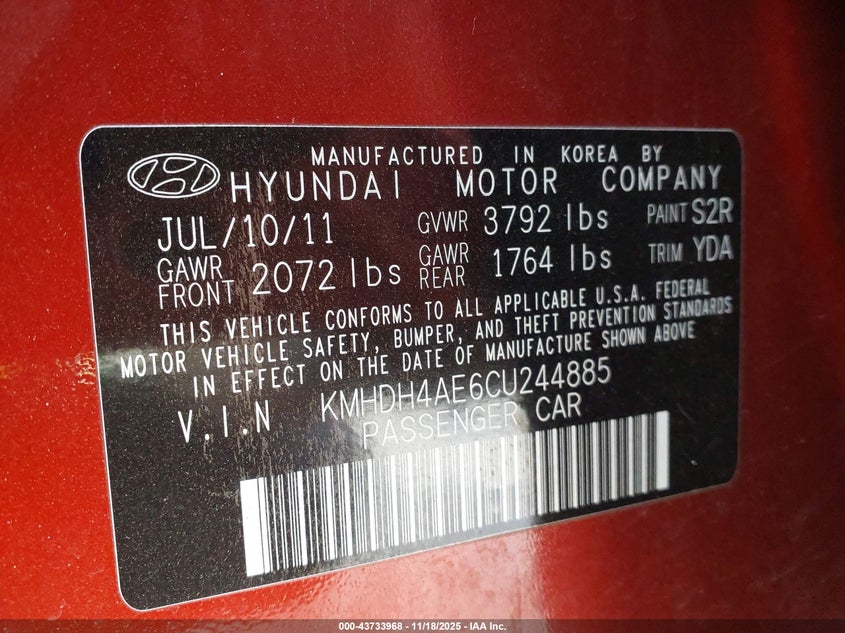 MANUFACTURED IN KOREA BY
HYUNDAI MOTOR COMPANY
JUL/10/11 GVWR 3792 lbs PAINT S2R
GAWR FRONT 2072 lbs GAWR REAR 1764 lbs TRIM YDA
THIS VEHICLE CONFORMS TO ALL APPLICABLE U.S.A. FEDERAL
MOTOR VEHICLE SAFETY, BUMPER, AND THEFT PREVENTION STANDARDS
IN EFFECT ON THE DATE OF MANUFACTURE SHOWN ABOVE
V.I.N KMHDH4AE6CU244885
PASSENGER CAR
000-43733968 - 11/18/2025 - IAA Inc.